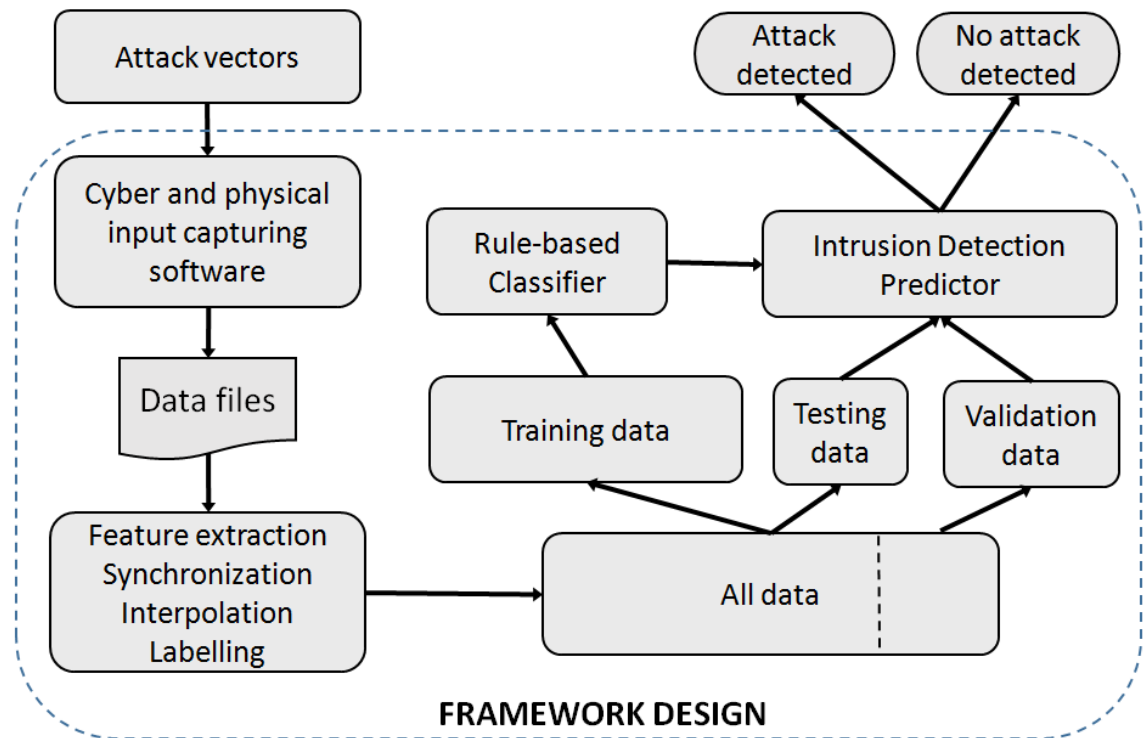 Attack vectors
Attack
detected
No attack
detected
Cyber and physical
input capturing
software
Rule-based
Classifier
Intrusion Detection
Predictor
Data files
Training data
Testing
data
Validation
data
Feature extraction
Synchronization
Interpolation
Labelling
All data
FRAMEWORK DESIGN